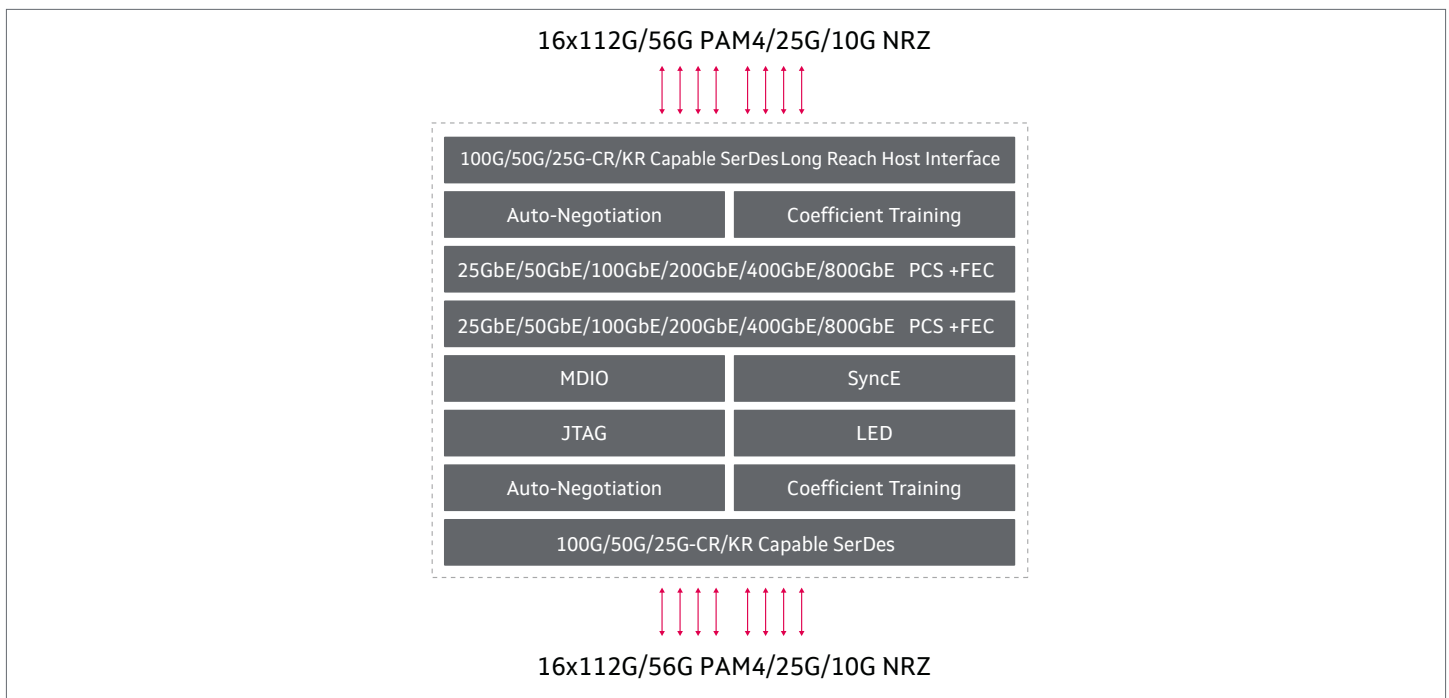 16x112G/56G PAM4/25G/10G NRZ
100G/50G/25G-CR/KR Capable SerDes Long Reach Host Interface
Auto-Negotiation Coefficient Training
25GbE/50GbE/100GbE/200GbE/400GbE/800GbE PCS +FEC
25GbE/50GbE/100GbE/200GbE/400GbE/800GbE PCS +FEC
MDIO SyncE
JTAG LED
Auto-Negotiation Coefficient Training
100G/50G/25G-CR/KR Capable SerDes
16x112G/56G PAM4/25G/10G NRZ